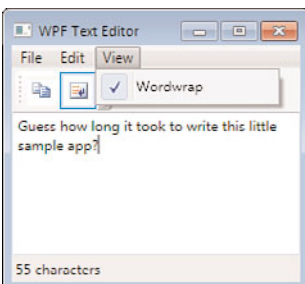 WPF Text Editor
File Edit View
Wordwrap
Guess how long it took to write this little
sample app?
55 characters